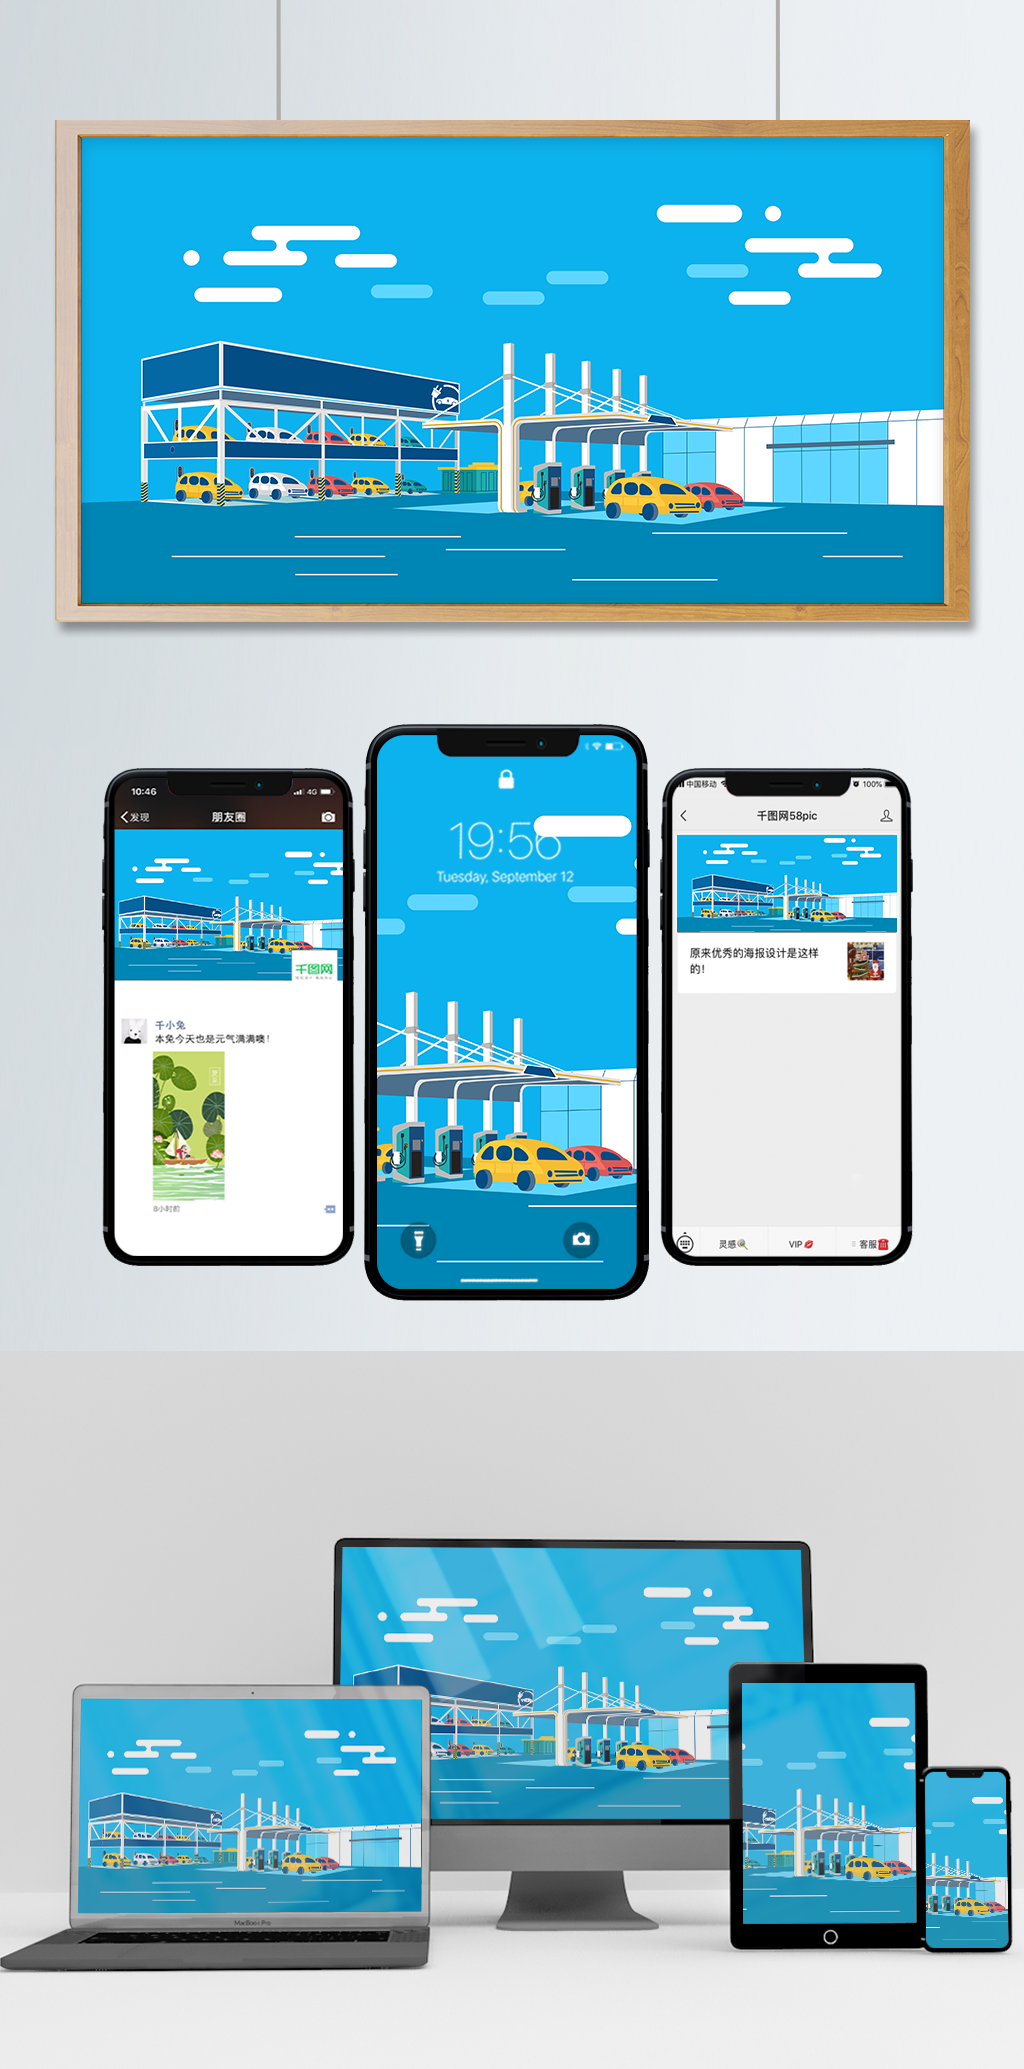 10:46
4G
发现
朋友圈
千图网
千小兔
本兔今天也是元气满满噢！
8小时前
19:56
Tuesday, September 12
中国移动
100%
千图网58pic
原来优秀的海报设计是这样
的！
灵感
VIP
客服
MacBook Pro